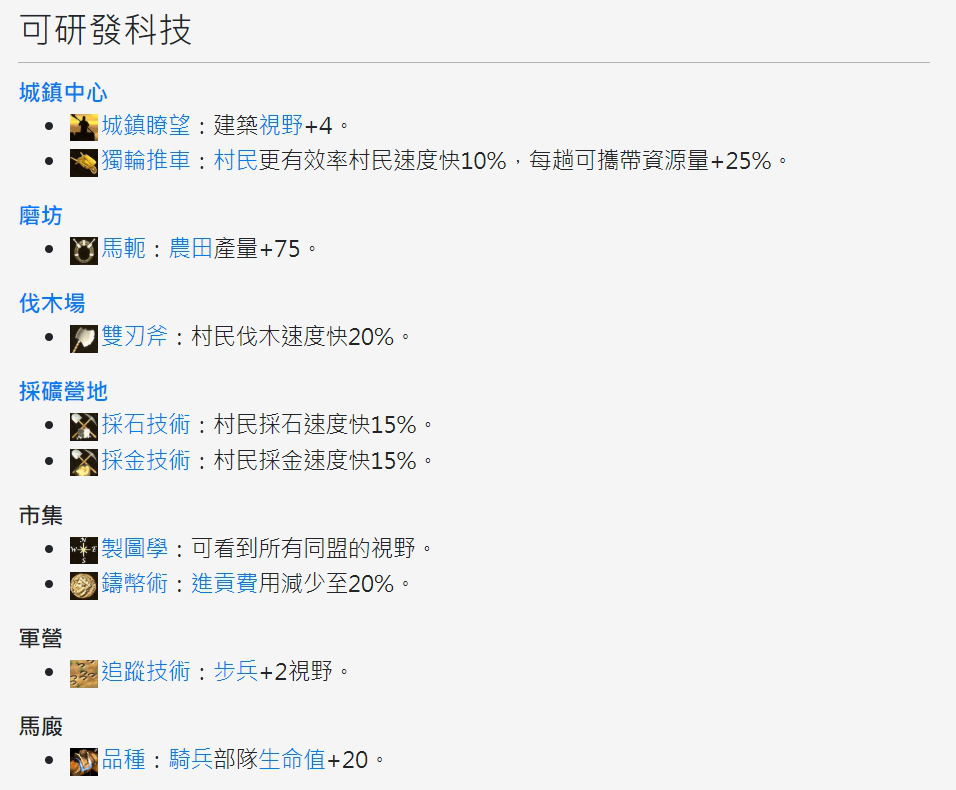 可研發科技
城鎮中心
城鎮瞭望：建築視野+4。
獨輪推車：村民更有效率村民速度快10%，每趟可攜帶資源量+25%。
磨坊
馬軛：農田產量+75。
伐木場
雙刃斧：村民伐木速度快20%。
採礦營地
採石技術：村民採石速度快15%。
採金技術：村民採金速度快15%。
市集
製圖學：可看到所有同盟的視野。
鑄幣術：進貢費用減少至20%。
軍營
追蹤技術：步兵+2視野。
馬廄
品種：騎兵部隊生命值+20。